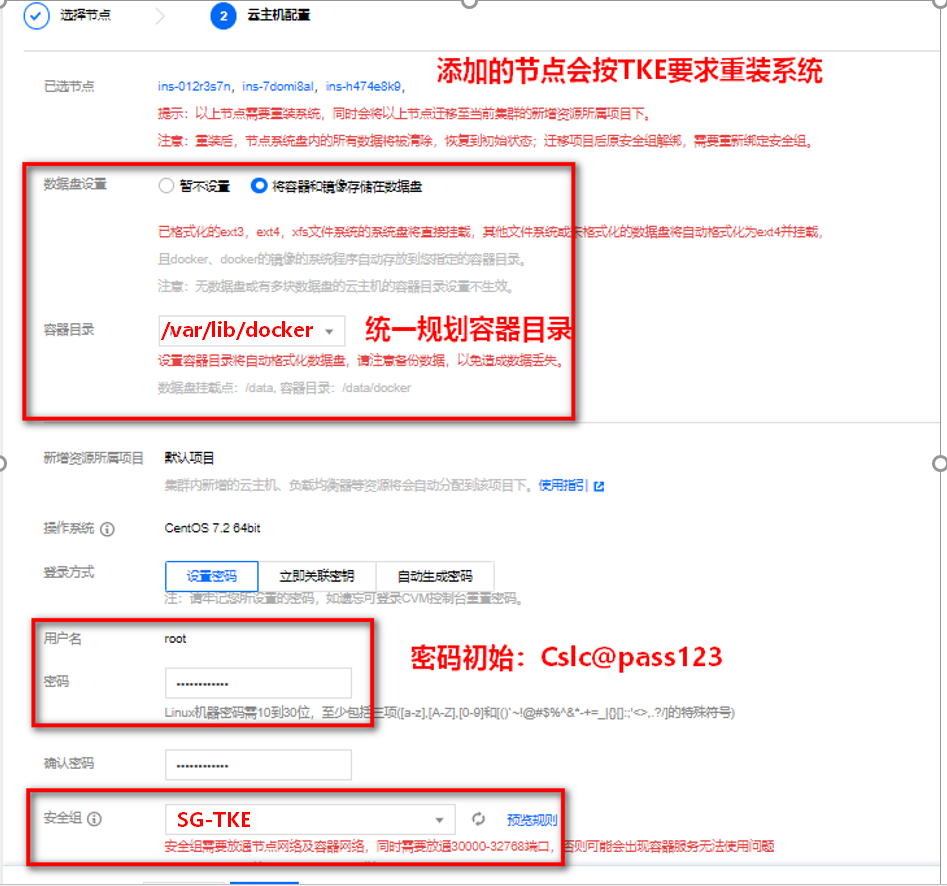 选择节点
2 云主机配置
添加的节点会按TKE要求重装系统
已选节点 ins-012r3s7n, ins-7domi8al, ins-h474e8k9,
提示：以上节点需要重装系统，同时会将以上节点迁移至当前集群的新增资源所属项目下。
注意：重装后，节点系统盘内的所有数据将被清除，恢复到初始状态；迁移项目后原安全组解绑，需要重新绑定安全组。
数据盘设置 暂不设置 将容器和镜像存储在数据盘
已格式化的ext3，ext4，xfs文件系统的系统盘将直接挂载，其他文件系统或未格式化的数据盘将自动格式化为ext4并挂载，
且docker、docker的镜像的系统程序自动存放到您指定的容器目录。
注意：无数据盘或有多块数据盘的云主机的容器目录设置不生效。
容器目录 /var/lib/docker 统一规划容器目录
设置容器目录将自动格式化数据盘，请注意备份数据，以免造成数据丢失。
数据盘挂载点：/data, 容器目录：/data/docker
新增资源所属项目 默认项目
集群内新增的云主机、负载均衡器等资源将会自动分配到该项目下。使用指引
操作系统 CentOS 7.2 64bit
登录方式 设置密码 立即关联密钥 自动生成密码
注：请牢记您所设置的密码，如遗忘可登录CVM控制台重置密码。
用户名 root
密码初始：Cslc@pass123
密码 ••••••••••••
Linux机器密码需10到30位，至少包括三项([a-z],[A-Z],[0-9]和[()`~!@#$%^&*-+=_|{}[]:;'<>,.?/]的特殊符号)
确认密码 ••••••••••••
安全组 SG-TKE 预览规则
安全组需要放通节点网络及容器网络，同时需要放通30000-32768端口，否则可能会出现容器服务无法使用问题